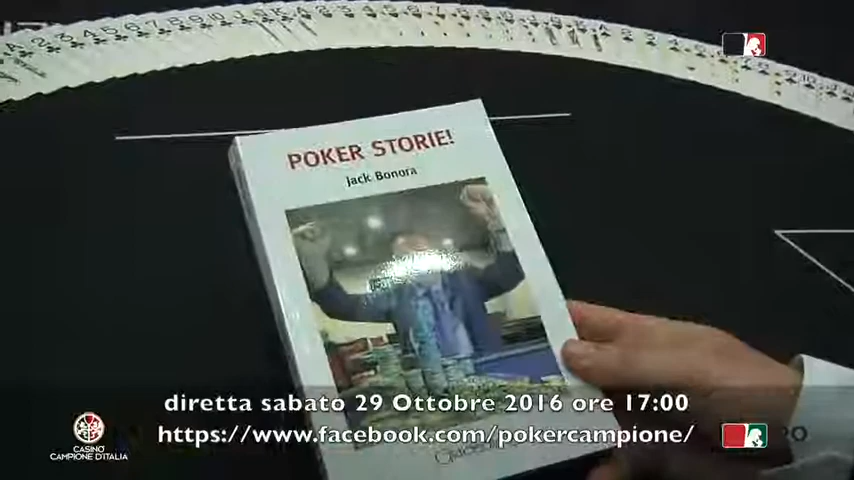 POKER STORIE!
Jack Bonora
diretta sabato 29 Ottobre 2016 ore 17:00
https://www.facebook.com/pokercampione/
CASINO
CAMPIONE D'ITALIA